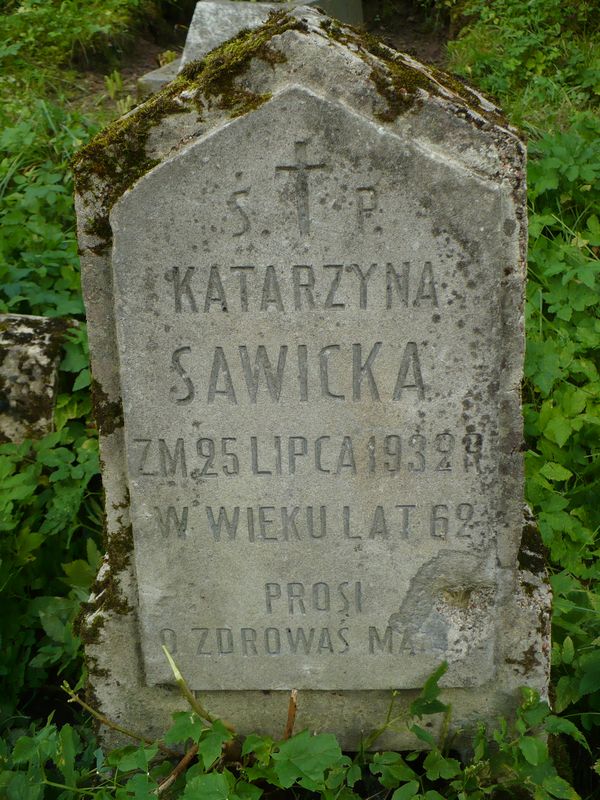 Ś. P.
KATARZYNA
SAWICKA
ZM. 25 LIPCA 1932 R
W WIEKU LAT 62
PROSI
O ZDROWAŚ